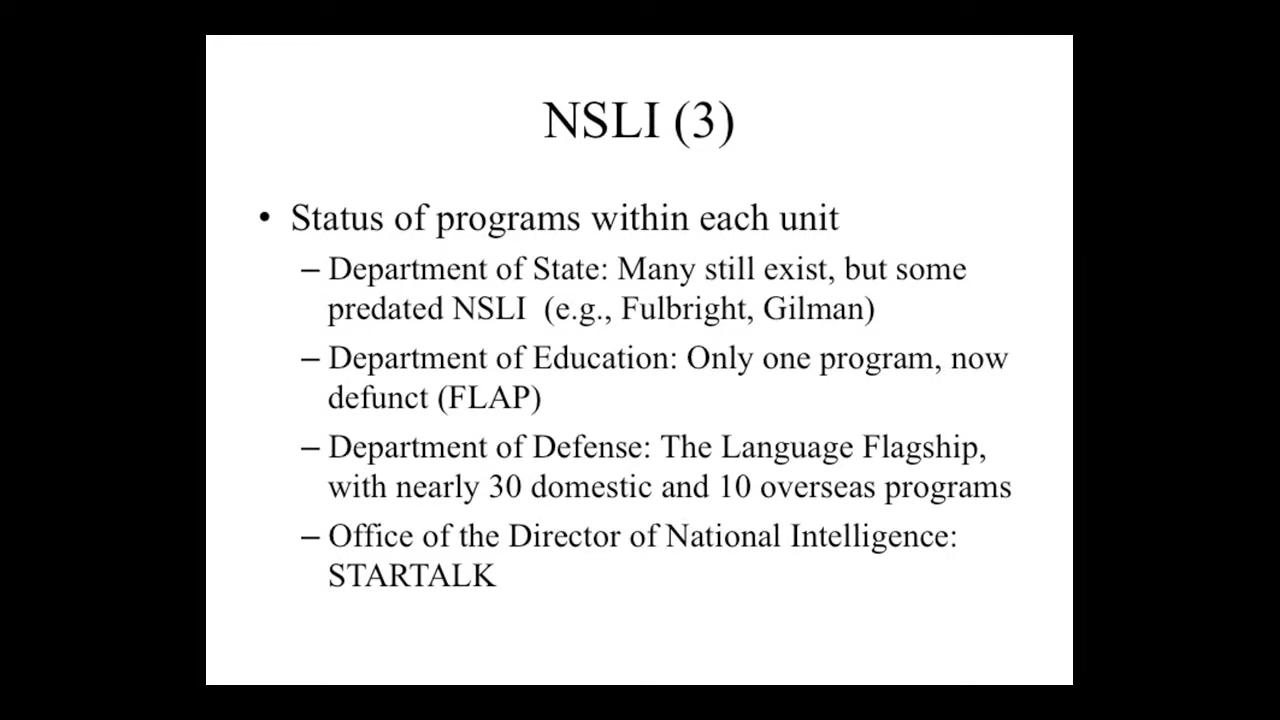 NSLI (3)
• Status of programs within each unit
– Department of State: Many still exist, but some
predated NSLI (e.g., Fulbright, Gilman)
– Department of Education: Only one program, now
defunct (FLAP)
– Department of Defense: The Language Flagship,
with nearly 30 domestic and 10 overseas programs
– Office of the Director of National Intelligence:
STARTALK